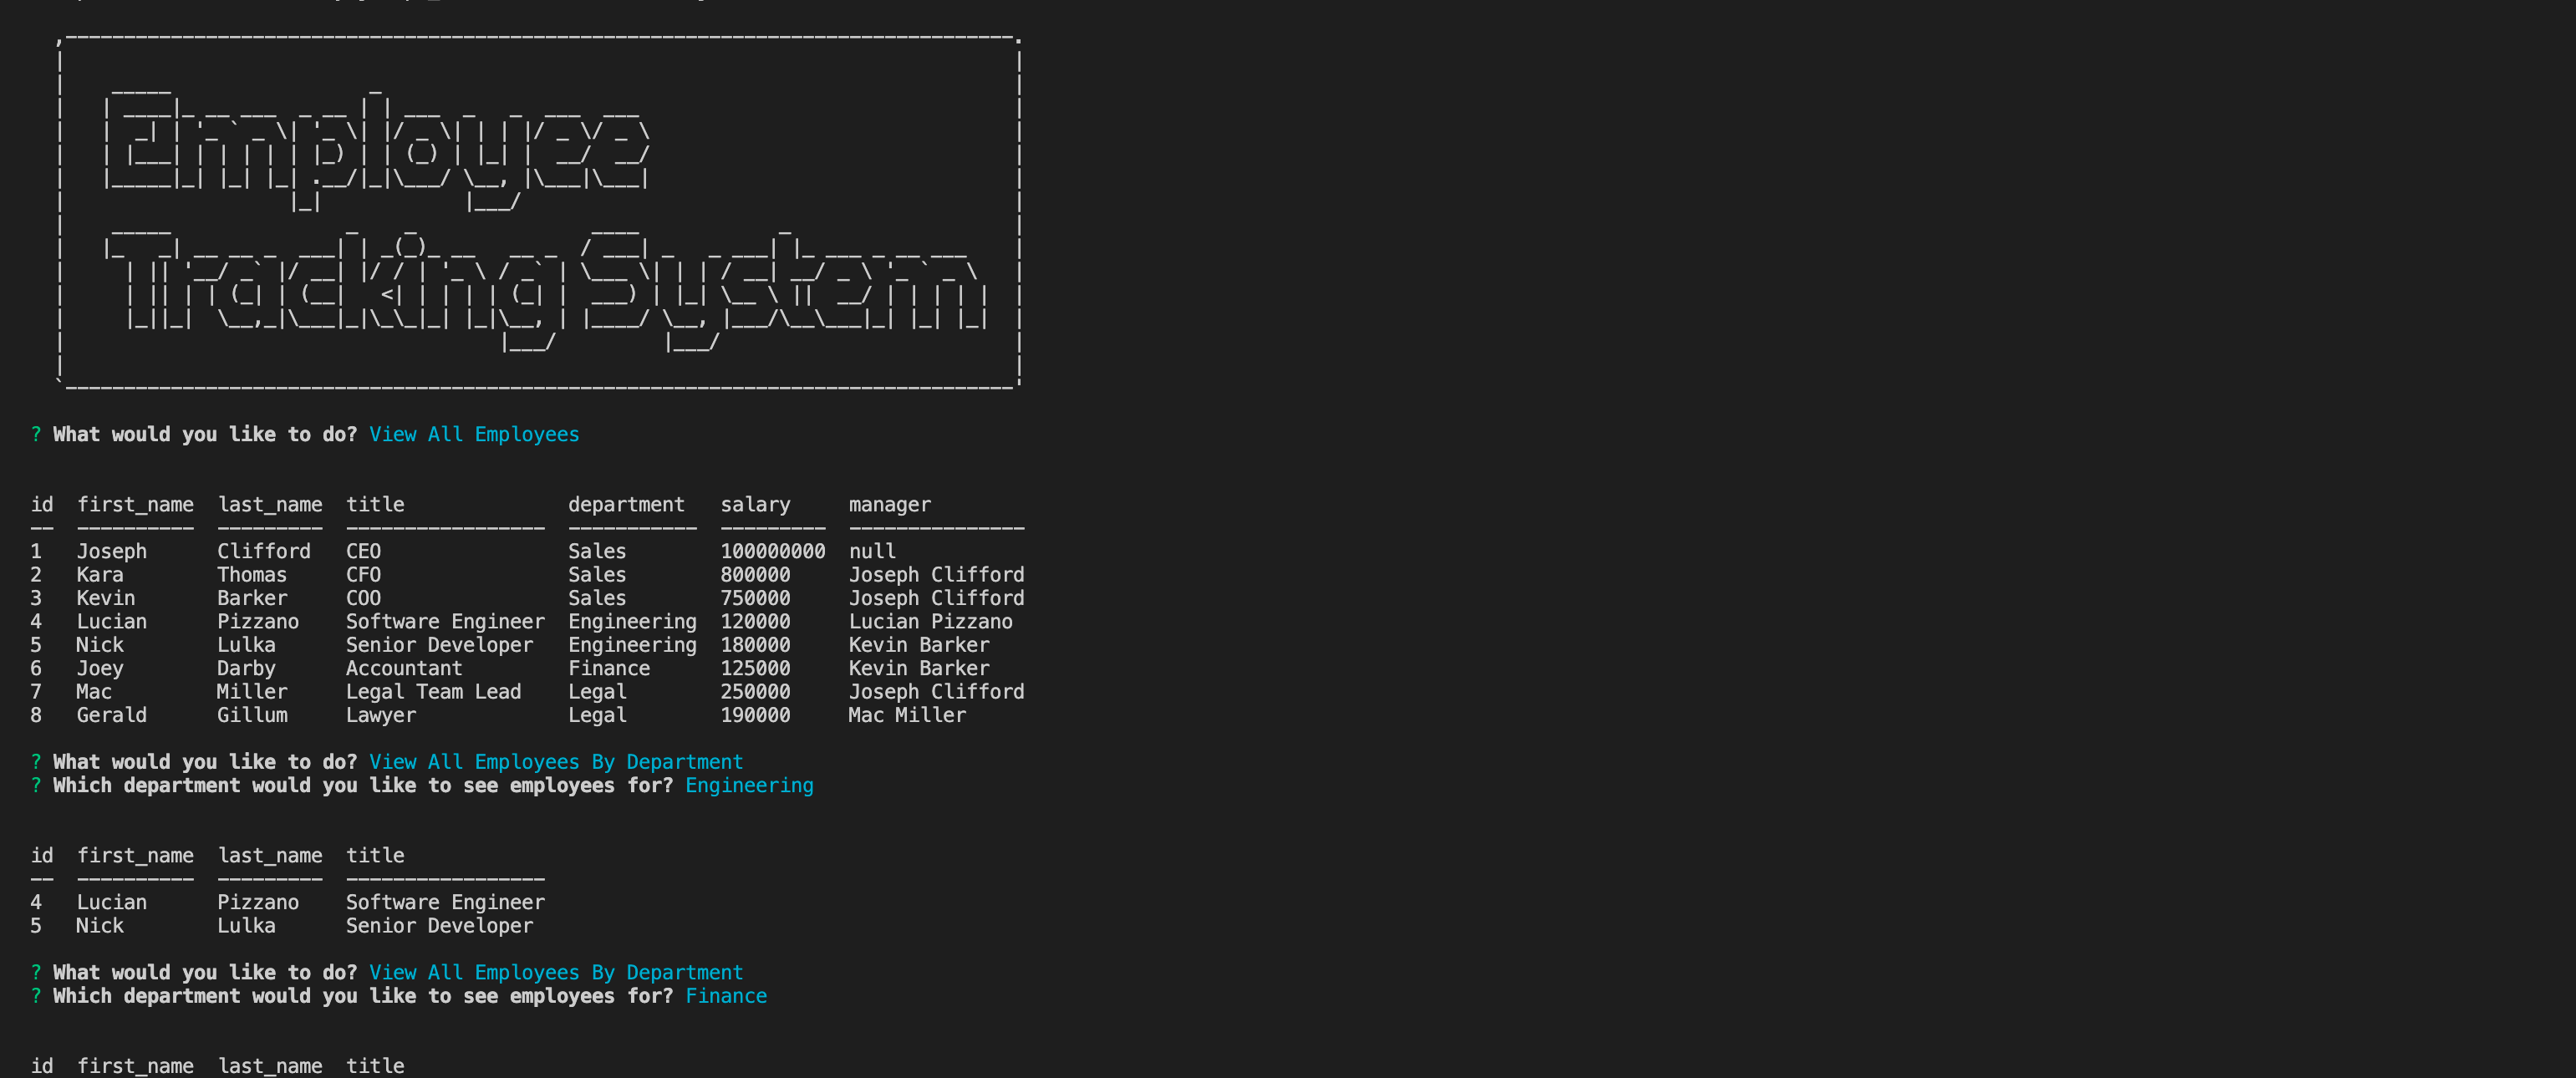 Employee
Tracking System
? What would you like to do? View All Employees
id  first_name  last_name  title              department   salary     manager
--  ----------  ---------  -----------------  -----------  ---------  ---------------
1   Joseph      Clifford   CEO                Sales        100000000  null
2   Kara        Thomas     CFO                Sales        800000     Joseph Clifford
3   Kevin       Barker     COO                Sales        750000     Joseph Clifford
4   Lucian      Pizzano    Software Engineer  Engineering  120000     Lucian Pizzano
5   Nick        Lulka      Senior Developer   Engineering  180000     Kevin Barker
6   Joey        Darby      Accountant         Finance      125000     Kevin Barker
7   Mac         Miller     Legal Team Lead    Legal        250000     Joseph Clifford
8   Gerald      Gillum     Lawyer             Legal        190000     Mac Miller
? What would you like to do? View All Employees By Department
? Which department would you like to see employees for? Engineering
id  first_name  last_name  title
--  ----------  ---------  -----------------
4   Lucian      Pizzano    Software Engineer
5   Nick        Lulka      Senior Developer
? What would you like to do? View All Employees By Department
? Which department would you like to see employees for? Finance
id  first_name  last_name  title